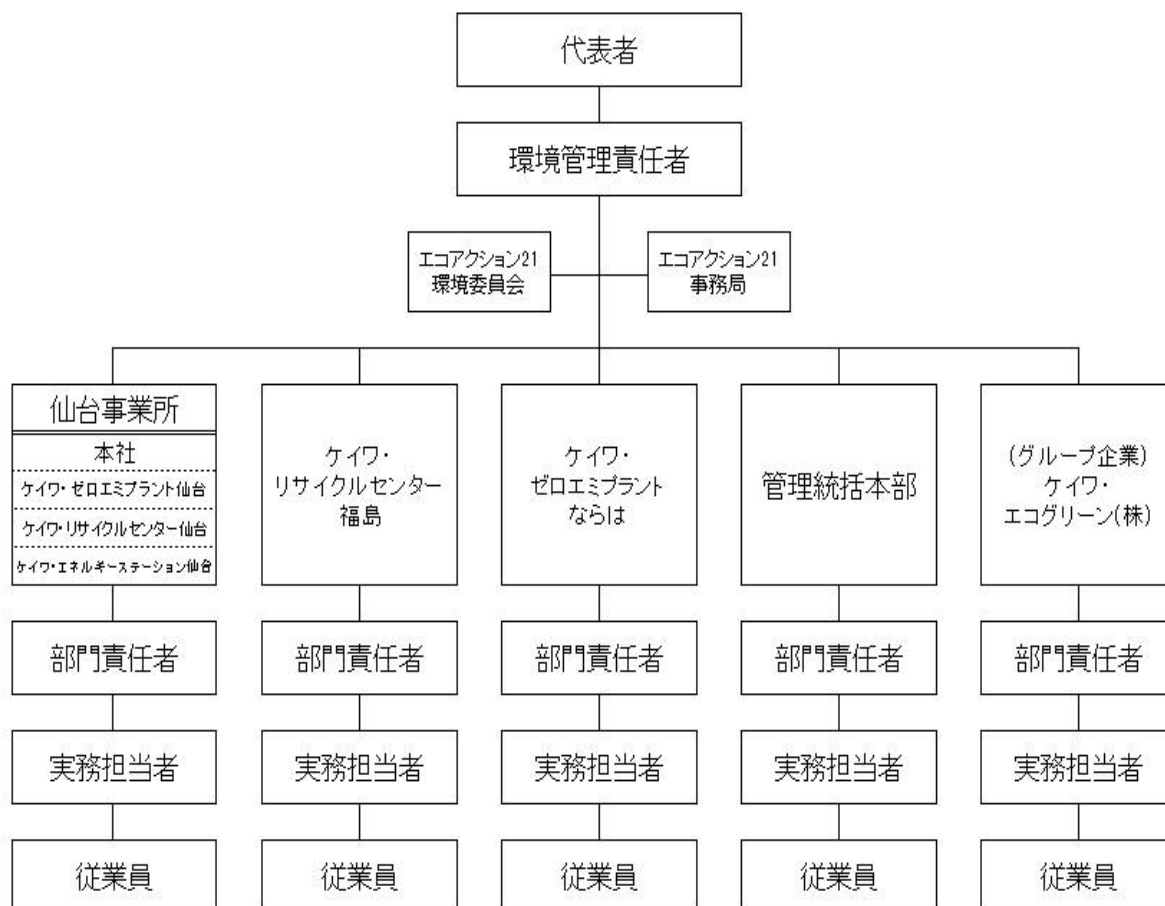 代表者
環境管理責任者
エコアクション21
環境委員会
エコアクション21
事務局
仙台事業所
本社
ケイワ・ゼロエミプラント仙台
ケイワ・リサイクルセンター仙台
ケイワ・エネルギーステーション仙台
ケイワ・
リサイクルセンター
福島
ケイワ・
ゼロエミプラント
ならは
管理統括本部
(グループ企業)
ケイワ・
エコグリーン(株)
部門責任者
部門責任者
部門責任者
部門責任者
部門責任者
実務担当者
実務担当者
実務担当者
実務担当者
実務担当者
従業員
従業員
従業員
従業員
従業員